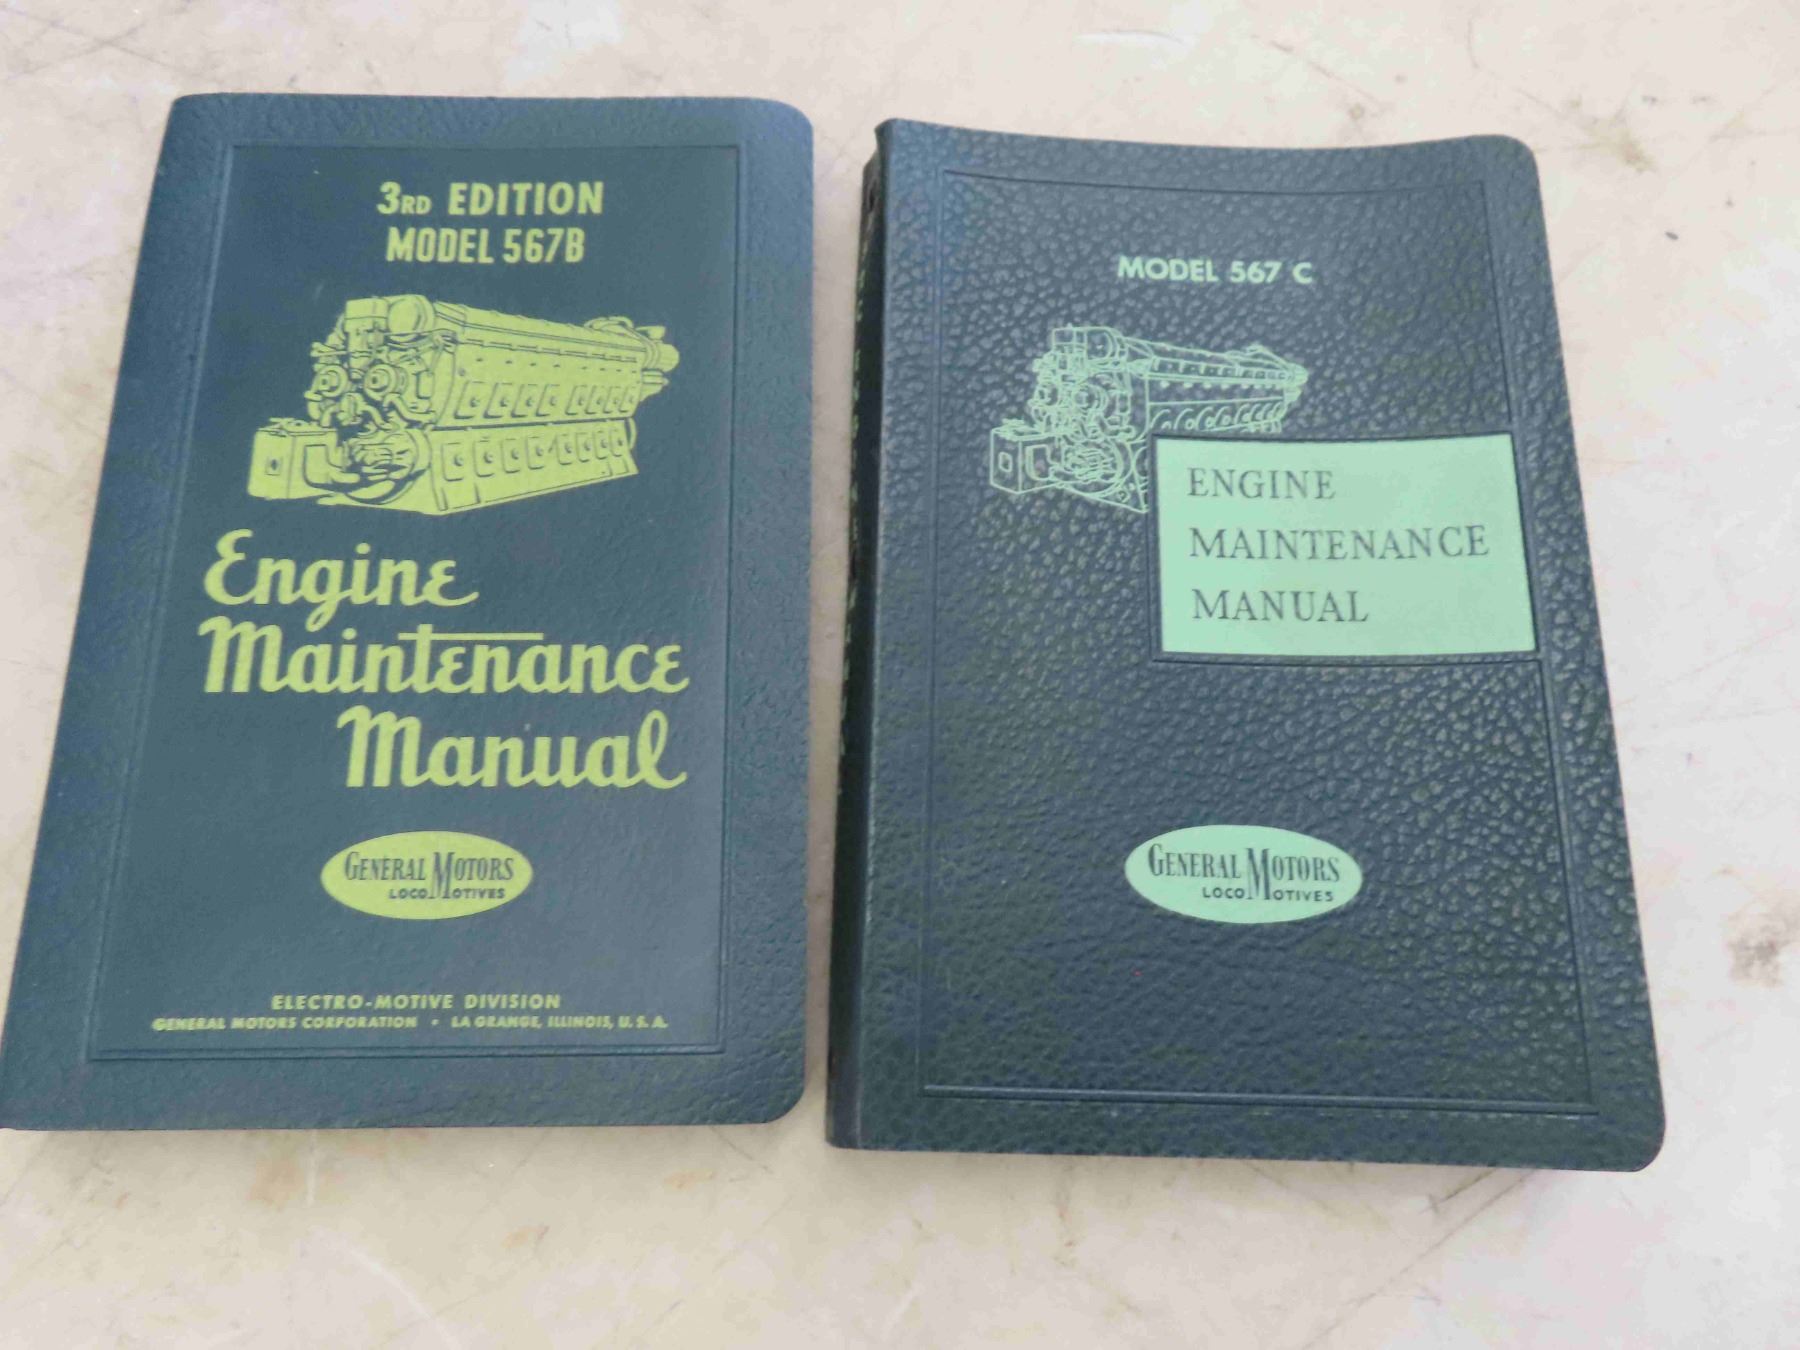 3RD EDITION
MODEL 567B
Engine
Maintenance
Manual
GENERAL MOTORS
LOCOMOTIVES
ELECTRO-MOTIVE DIVISION
GENERAL MOTORS CORPORATION • LA GRANGE, ILLINOIS, U. S. A.
MODEL 567 C
ENGINE
MAINTENANCE
MANUAL
GENERAL MOTORS
LOCOMOTIVES